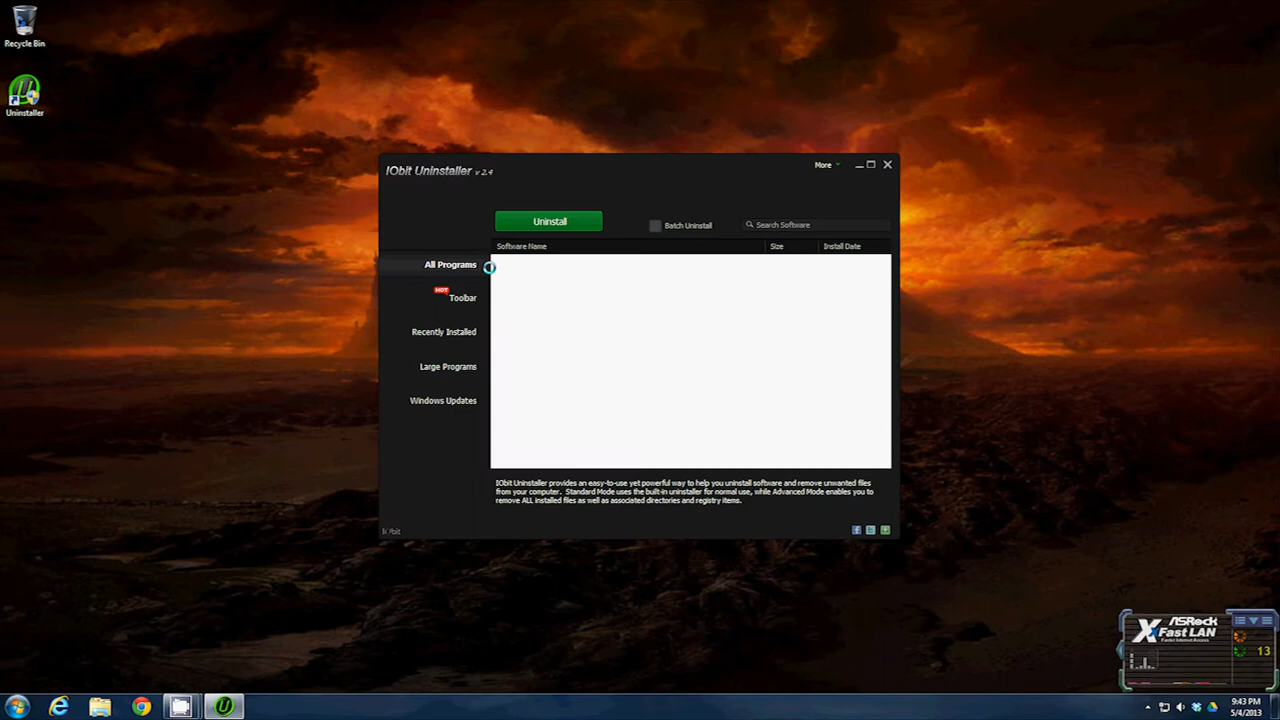 Recycle Bin
Uninstaller
IObit Uninstaller v 2.4
More
Uninstall
Batch Uninstall
Search Software
Software Name Size Install Date
All Programs
HOT
Toolbar
Recently Installed
Large Programs
Windows Updates
IObit Uninstaller provides an easy-to-use yet powerful way to help you uninstall software and remove unwanted files
from your computer. Standard Mode uses the built-in uninstaller for normal use, while Advanced Mode enables you to
remove ALL installed files as well as associated directories and registry items.
ASRock
XFast LAN
Faster Internet Access
13
9:43 PM
5/4/2013